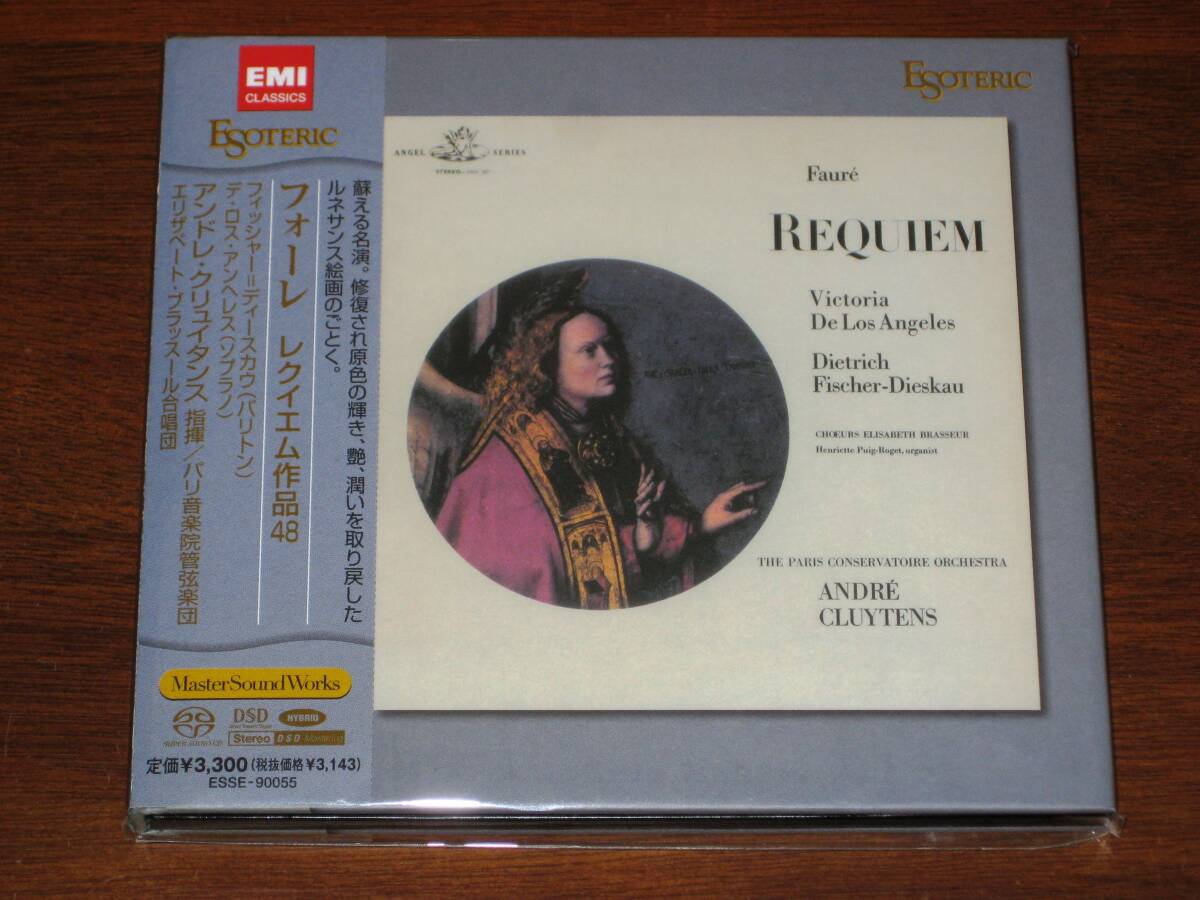 EMI
CLASSICS
ESOTERIC
蘇える名演。修復され原色の輝き、艶、潤いを取り戻した
ルネサンス絵画のごとく。
フォーレ レクィエム作品48
フィッシャー=ディースカウ(バリトン)
デ・ロス・アンヘレス(ソプラノ)
アンドレ・クリュイタンス 指揮/パリ音楽院管弦楽団
エリザベート・ブラッスール合唱団
MasterSoundWorks
SUPER AUDIO CD
DSD
HYBRID
Stereo
DSD Mastering
定価¥3,300(税抜価格¥3,143)
ESSE-90055
ESOTERIC
ANGEL SERIES
STEREO
Fauré
REQUIEM
Victoria
De Los Angeles
Dietrich
Fischer-Dieskau
CHŒURS ELISABETH BRASSEUR
Henriette Puig-Roget, organist
THE PARIS CONSERVATOIRE ORCHESTRA
ANDRÉ
CLUYTENS